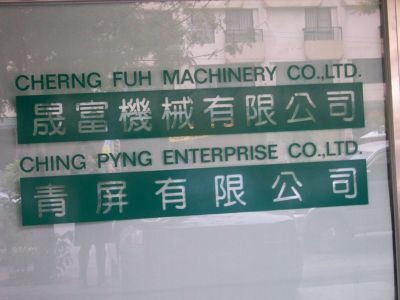 CHERNG FUH MACHINERY CO.,LTD.
晟富機械有限公司
CHING PYNG ENTERPRISE CO.,LTD.
青屏有限公司